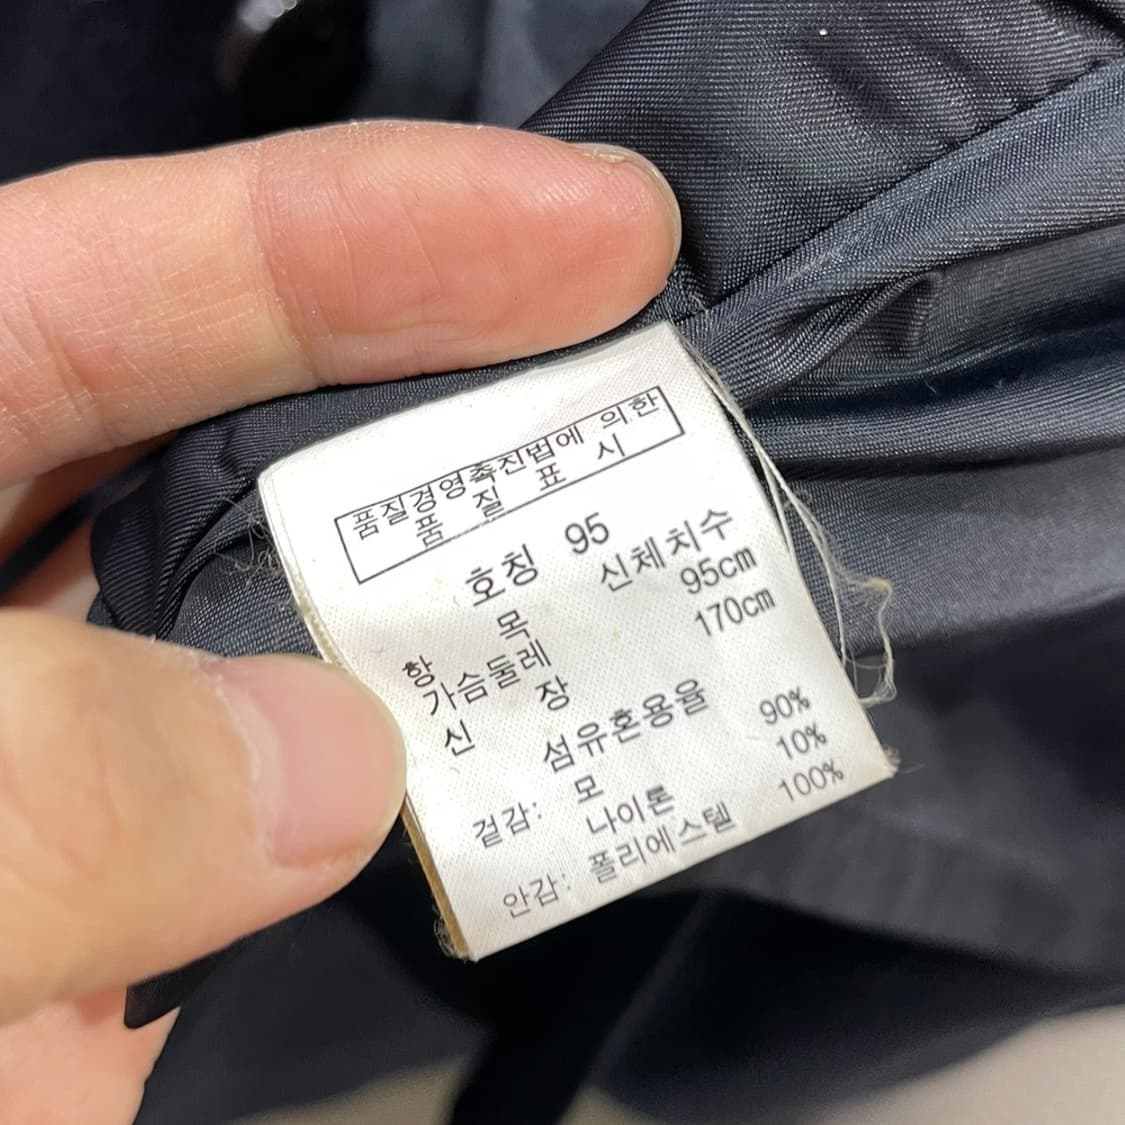 품질경영촉진법에 의한
품 질 표 시
호칭 95
항 목 신체치수
가슴둘레 95cm
신 장 170cm
섬유혼용율
겉감: 모 90%
나이론 10%
안감: 폴리에스텔 100%